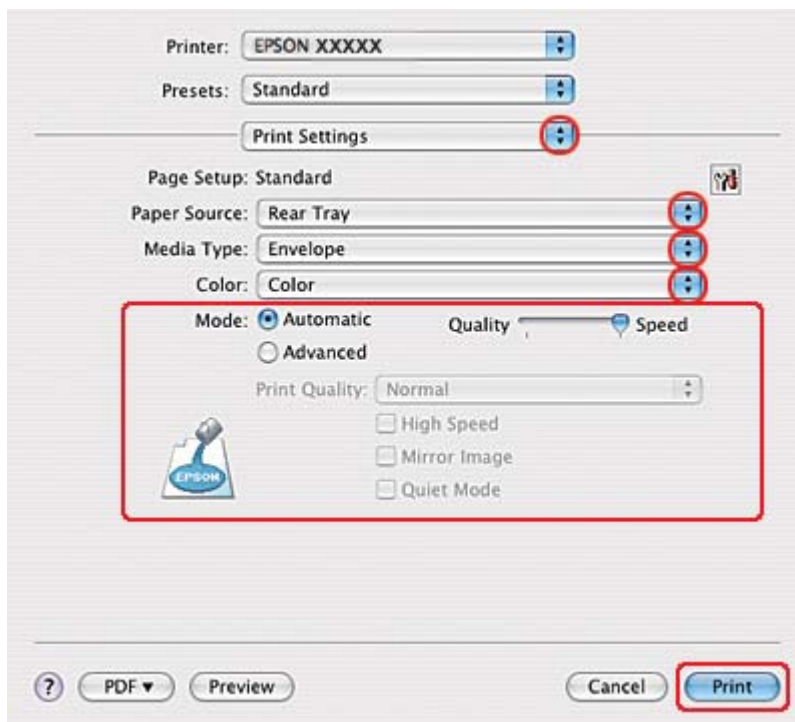 Printer: EPSON XXXXX
Presets: Standard
Print Settings
Page Setup: Standard
Paper Source: Rear Tray
Media Type: Envelope
Color: Color
Mode: Automatic Quality Speed
Advanced
Print Quality: Normal
High Speed
Mirror Image
Quiet Mode
EPSON
? PDF▼ Preview Cancel Print